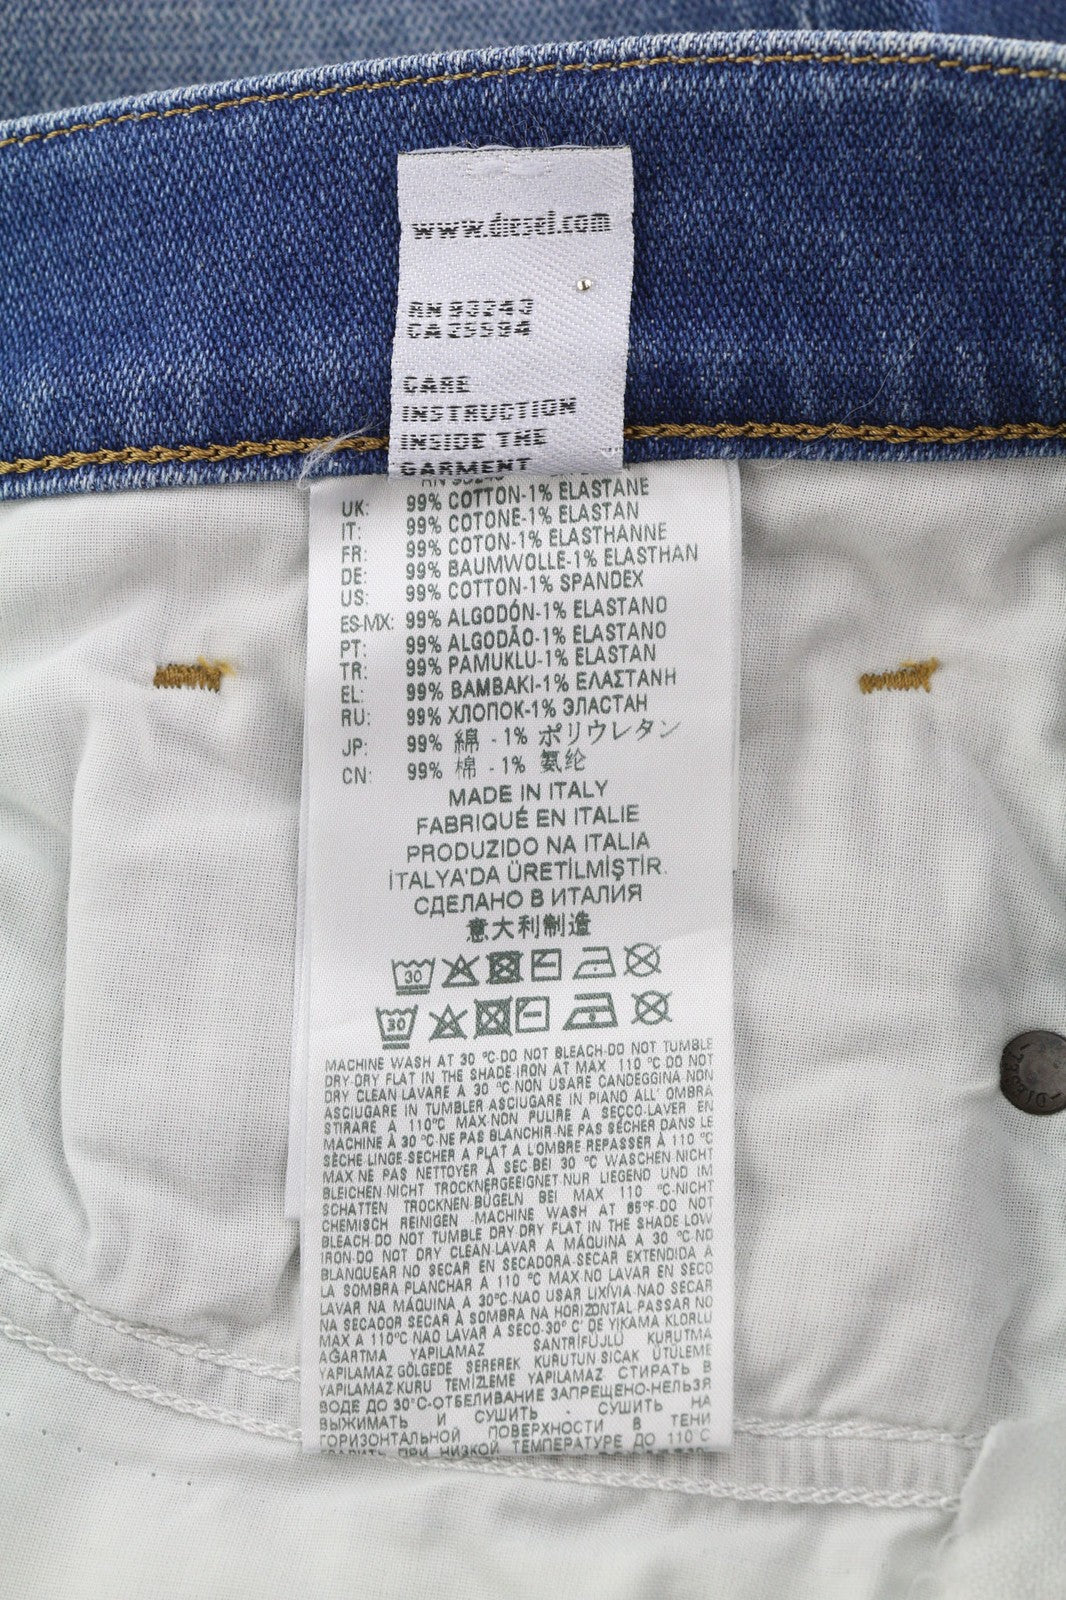 www.diesel.com
RN 93243
CA 25594
CARE
INSTRUCTION
INSIDE THE
GARMENT
UK: 99% COTTON-1% ELASTANE
IT: 99% COTONE-1% ELASTAN
FR: 99% COTON-1% ELASTHANNE
DE: 99% BAUMWOLLE-1% ELASTHAN
US: 99% COTTON-1% SPANDEX
ES-MX: 99% ALGODÓN-1% ELASTANO
PT: 99% ALGODÃO-1% ELASTANO
TR: 99% PAMUKLU-1% ELASTAN
EL: 99% ΒΑΜΒΑΚΙ-1% ΕΛΑΣΤΑΝΗ
RU: 99% ХЛОПОК-1% ЭЛАСТАН
JP: 99% 綿 - 1% ポリウレタン
CN: 99% 棉 - 1% 氨纶
MADE IN ITALY
FABRIQUÉ EN ITALIE
PRODUZIDO NA ITALIA
İTALYA'DA ÜRETİLMİŞTİR.
СДЕЛАНО В ИТАЛИЯ
意大利制造
30
30
MACHINE WASH AT 30 °C-DO NOT BLEACH-DO NOT TUMBLE
DRY-DRY FLAT IN THE SHADE-IRON AT MAX 110 °C-DO NOT
DRY CLEAN-LAVARE A 30 °C-NON USARE CANDEGGINA-NON
ASCIUGARE IN TUMBLER-ASCIUGARE IN PIANO ALL' OMBRA
STIRARE A 110°C MAX-NON PULIRE A SECCO-LAVER EN
MACHINE À 30 °C-NE PAS BLANCHIR-NE PAS SÉCHER DANS LE
SÈCHE LINGE-SECHER A PLAT A L'OMBRE-REPASSER À 110 °C
MAX-NE PAS NETTOYER À SEC-BEI 30 °C WASCHEN-NICHT
BLEICHEN-NICHT TROCKNERGEEIGNET-NUR LIEGEND UND IM
SCHATTEN TROCKNEN-BÜGELN BEI MAX 110 °C-NICHT
CHEMISCH REINIGEN -MACHINE WASH AT 85°F-DO NOT
BLEACH-DO NOT TUMBLE DRY-DRY FLAT IN THE SHADE-LOW
IRON-DO NOT DRY CLEAN-LAVAR A MÁQUINA A 30 °C-NO
BLANQUEAR-NO SECAR EN SECADORA-SECAR EXTENDIDA A
LA SOMBRA-PLANCHAR A 110 °C MAX-NO LAVAR EN SECO
LAVAR NA MÁQUINA A 30°C-NAO USAR LIXÍVIA-NAO SECAR
NA SECADOR-SECAR À SOMBRA NA HORIZONTAL-PASSAR NO
MAX A 110°C-NAO LAVAR A SECO-30° C' DE YIKAMA-KLORLU
AĞARTMA YAPILAMAZ SANTRİFÜJLÜ KURUTMA
YAPILAMAZ-GÖLGEDE SEREREK KURUTUN-SICAK ÜTÜLEME
YAPILAMAZ-KURU TEMİZLEME YAPILAMAZ-СТИРАТЬ В
ВОДЕ ДО 30°С-ОТБЕЛИВАНИЕ ЗАПРЕЩЕНО-НЕЛЬЗЯ
ВЫЖИМАТЬ И СУШИТЬ - СУШИТЬ НА
ГОРИЗОНТАЛЬНОЙ ПОВЕРХНОСТИ В ТЕНИ
ГЛАДИТЬ ПРИ НИЗКОЙ ТЕМПЕРАТУРЕ ДО 110 C
DIESEL